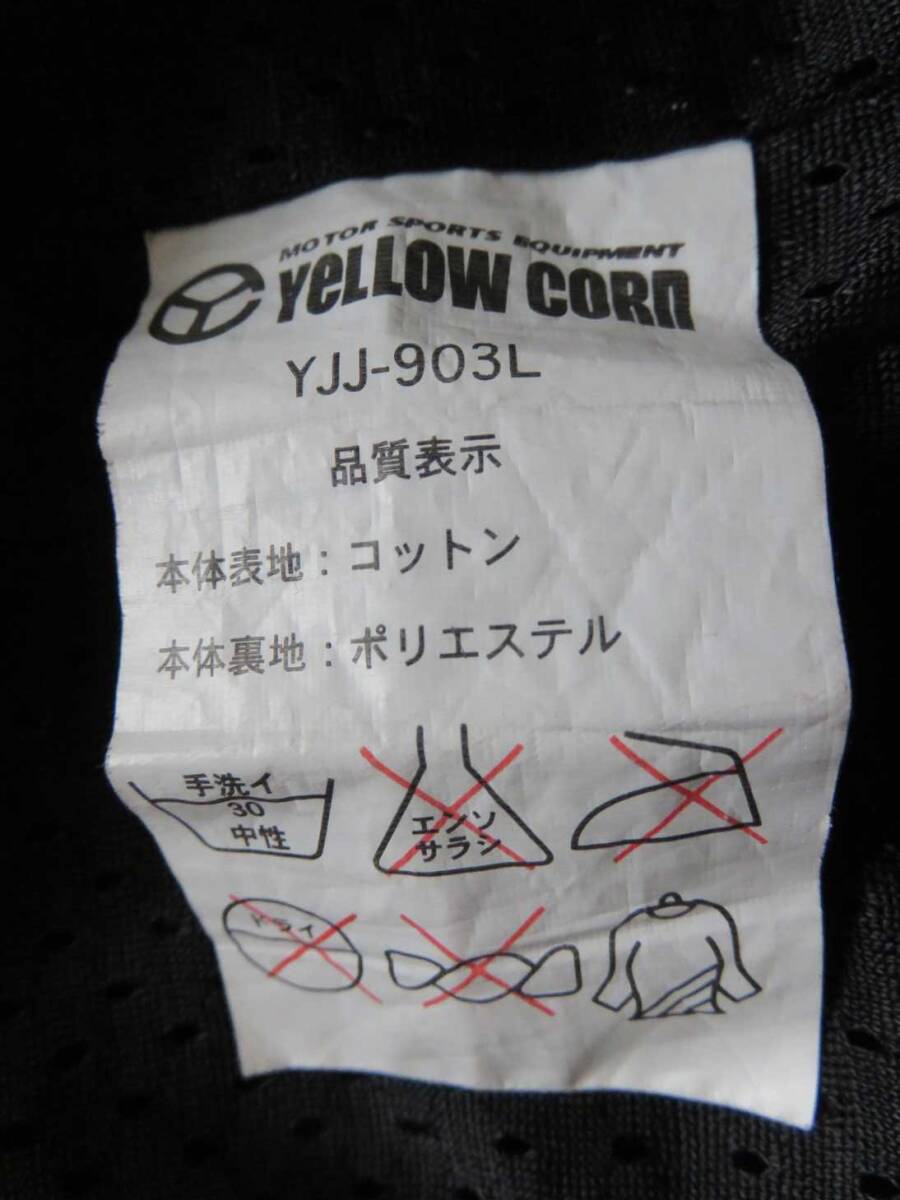 MOTOR SPORTS EQUIPMENT
YeLLOW CORn
YJJ-903L
品質表示
本体表地：コットン
本体裏地：ポリエステル
手洗イ
30
中性
エンソ
サラシ
ドライ